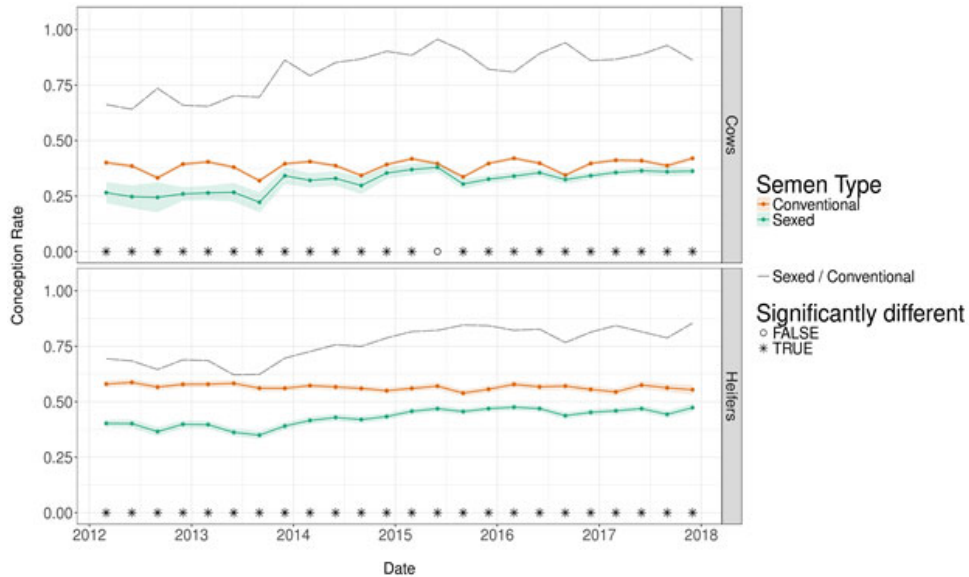 1.00
0.75
0.50
0.25
0.00
Cows
1.00
0.75
0.50
0.25
0.00
Heifers
Conception Rate
2012 2013 2014 2015 2016 2017 2018
Date
Semen Type
Conventional
Sexed
Sexed / Conventional
Significantly different
FALSE
TRUE